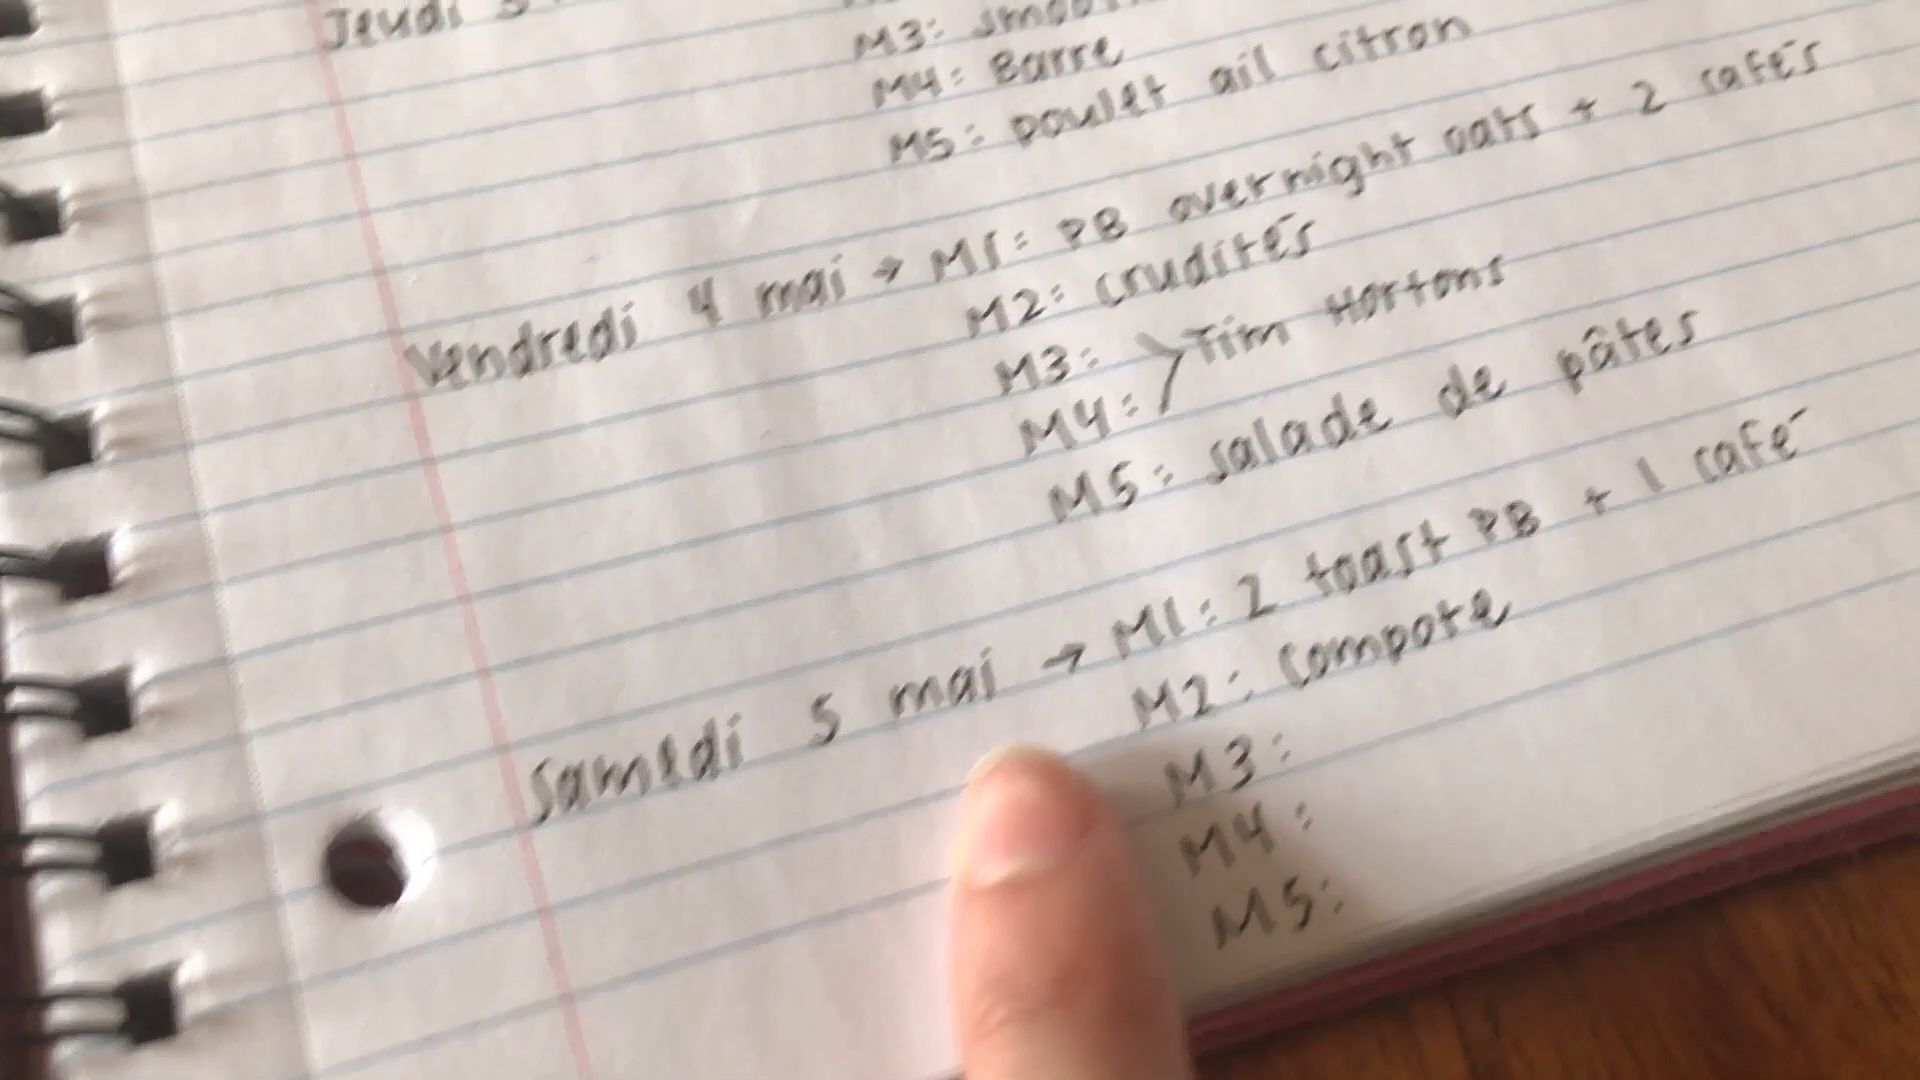 Jeudi 3
M3: smoo
M4: Barre
M5: poulet ail citron
Vendredi 4 mai → M1: PB overnight oats + 2 cafés
M2: crudités
M3: } Tim Hortons
M4:
M5: salade de pâtes
Samedi 5 mai → M1: 2 toast PB + 1 café
M2: compote
M3:
M4:
M5: